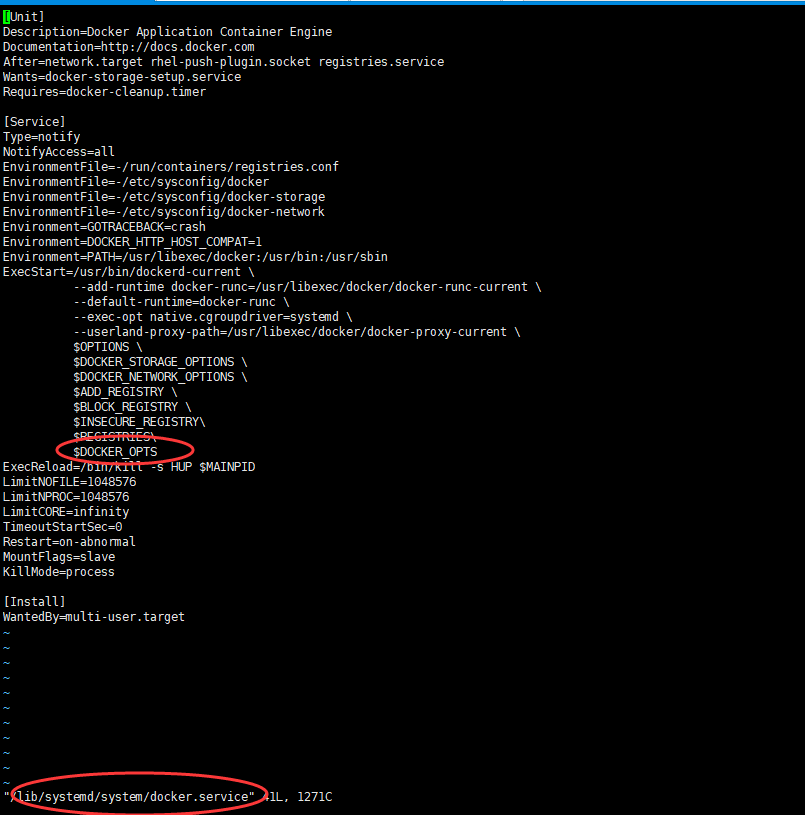 [Unit]
Description=Docker Application Container Engine
Documentation=http://docs.docker.com
After=network.target rhel-push-plugin.socket registries.service
Wants=docker-storage-setup.service
Requires=docker-cleanup.timer
[Service]
Type=notify
NotifyAccess=all
EnvironmentFile=-/run/containers/registries.conf
EnvironmentFile=-/etc/sysconfig/docker
EnvironmentFile=-/etc/sysconfig/docker-storage
EnvironmentFile=-/etc/sysconfig/docker-network
Environment=GOTRACEBACK=crash
Environment=DOCKER_HTTP_HOST_COMPAT=1
Environment=PATH=/usr/libexec/docker:/usr/bin:/usr/sbin
ExecStart=/usr/bin/dockerd-current \
--add-runtime docker-runc=/usr/libexec/docker/docker-runc-current \
--default-runtime=docker-runc \
--exec-opt native.cgroupdriver=systemd \
--userland-proxy-path=/usr/libexec/docker/docker-proxy-current \
$OPTIONS \
$DOCKER_STORAGE_OPTIONS \
$DOCKER_NETWORK_OPTIONS \
$ADD_REGISTRY \
$BLOCK_REGISTRY \
$INSECURE_REGISTRY\
$REGISTRIES\
$DOCKER_OPTS
ExecReload=/bin/kill -s HUP $MAINPID
LimitNOFILE=1048576
LimitNPROC=1048576
LimitCORE=infinity
TimeoutStartSec=0
Restart=on-abnormal
MountFlags=slave
KillMode=process
[Install]
WantedBy=multi-user.target
~
~
~
~
~
~
~
~
~
~
~
"/lib/systemd/system/docker.service" 41L, 1271C